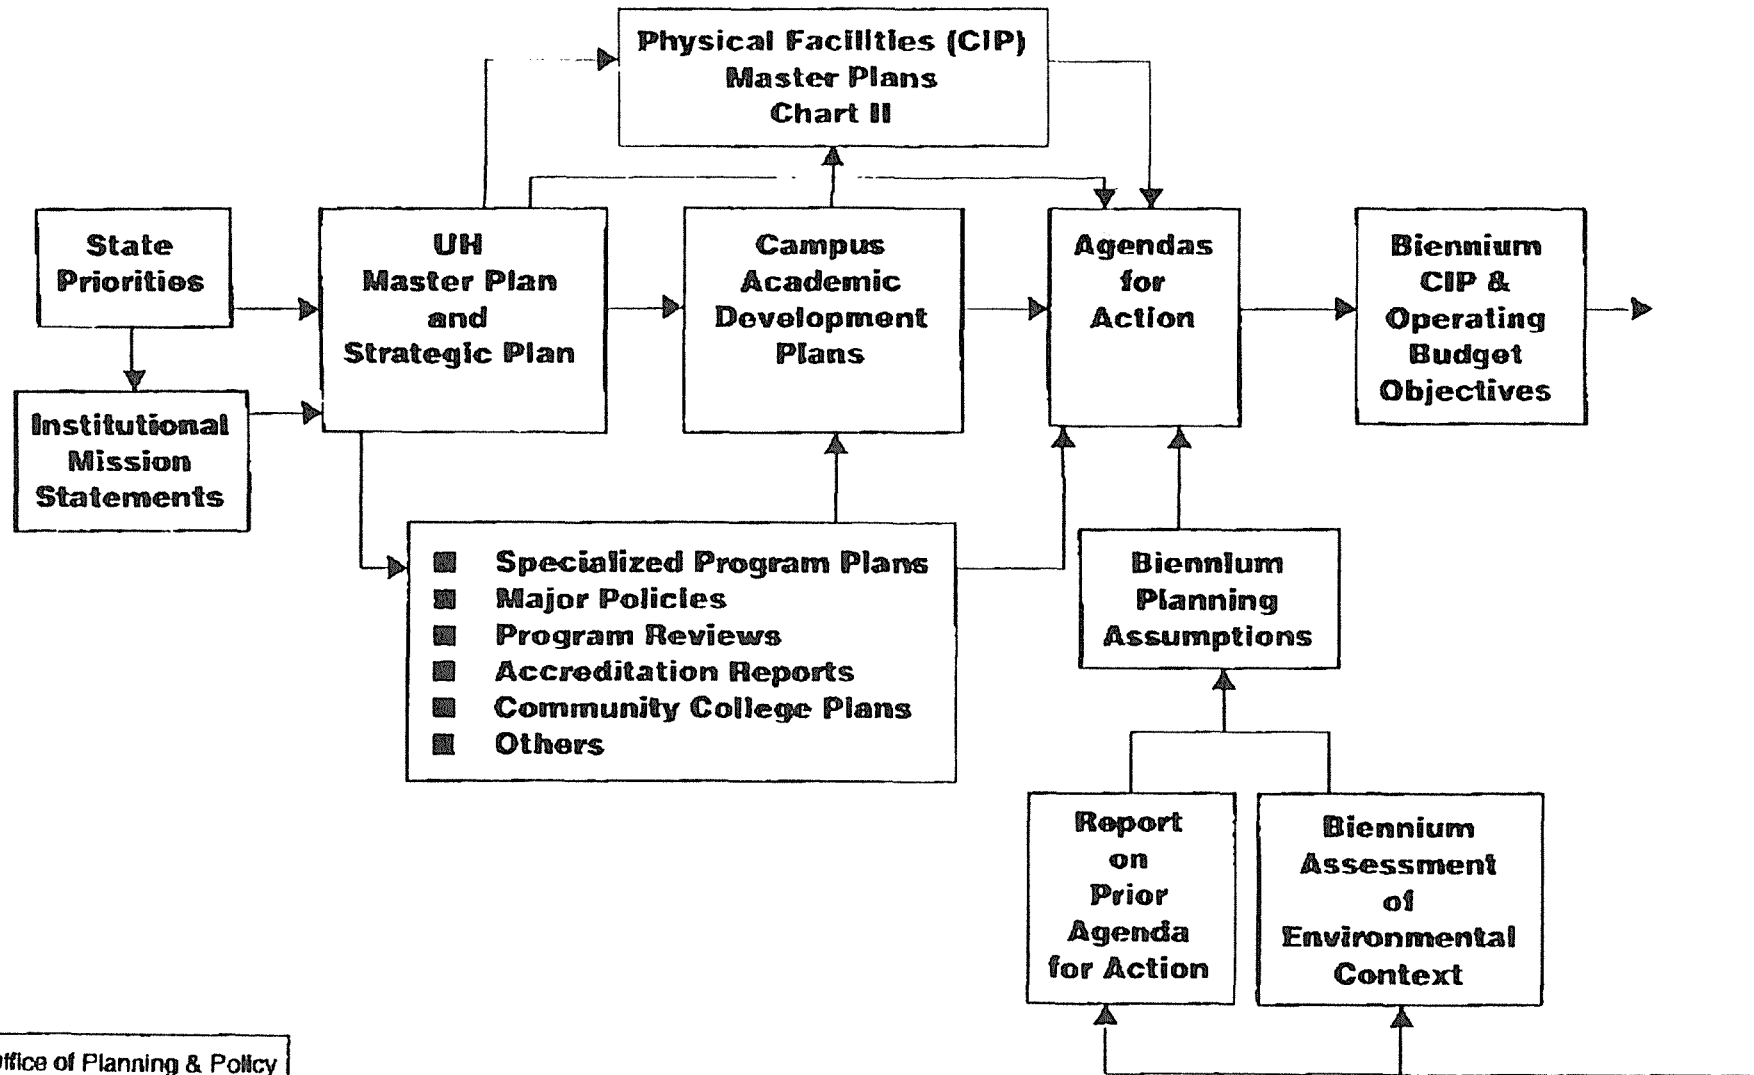 Physical Facilities (CIP)
Master Plans
Chart II
State
Priorities
UH
Master Plan
and
Strategic Plan
Campus
Academic
Development
Plans
Agendas
for
Action
Biennium
CIP &
Operating
Budget
Objectives
Institutional
Mission
Statements
■ Specialized Program Plans
■ Major Policies
■ Program Reviews
■ Accreditation Reports
■ Community College Plans
■ Others
Biennium
Planning
Assumptions
Report
on
Prior
Agenda
for Action
Biennium
Assessment
of
Environmental
Context
ffice of Planning & Policy